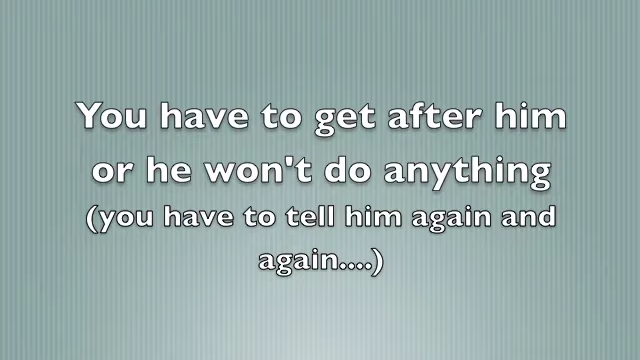 You have to get after him
or he won't do anything
(you have to tell him again and
again....)